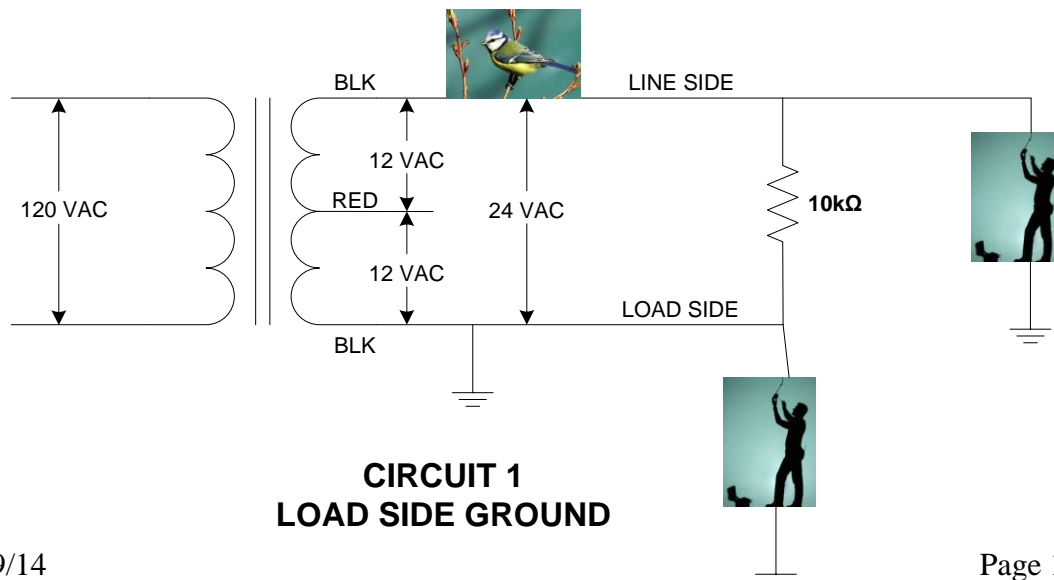 BLK
LINE SIDE
12 VAC
120 VAC
RED
24 VAC
10kΩ
12 VAC
LOAD SIDE
BLK
CIRCUIT 1
LOAD SIDE GROUND
9/14
Page 1